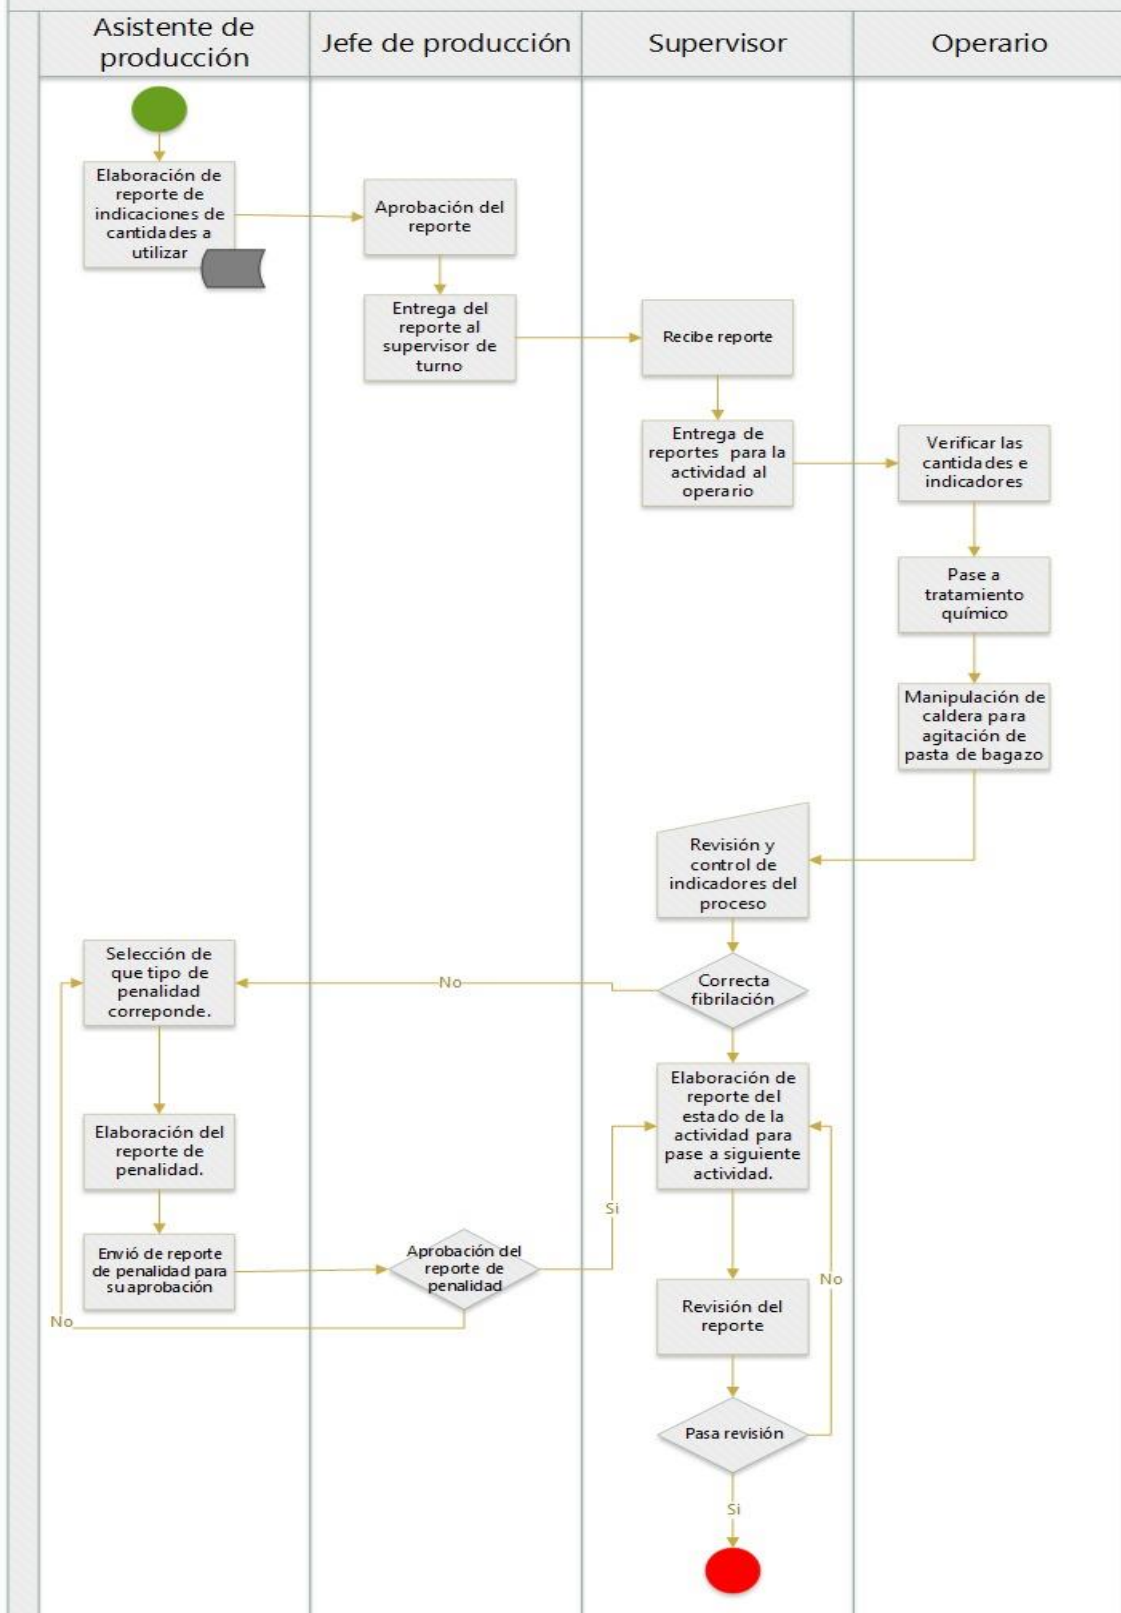 Asistente de
producción
Jefe de producción
Supervisor
Operario
Elaboración de
reporte de
indicaciones de
cantidades a
utilizar
Aprobación del
reporte
Entrega del
reporte al
supervisor de
turno
Recibe reporte
Entrega de
reportes para la
actividad al
operario
Verificar las
cantidades e
indicadores
Pase a
tratamiento
químico
Manipulación de
caldera para
agitación de
pasta de bagazo
Revisión y
control de
indicadores del
proceso
Correcta
fibrilación
No
Selección de
que tipo de
penalidad
correponde.
Elaboración del
reporte de
penalidad.
Envió de reporte
de penalidad para
su aprobación
No
Aprobación del
reporte de
penalidad
Si
Elaboración de
reporte del
estado de la
actividad para
pase a siguiente
actividad.
Revisión del
reporte
No
Pasa revisión
Si